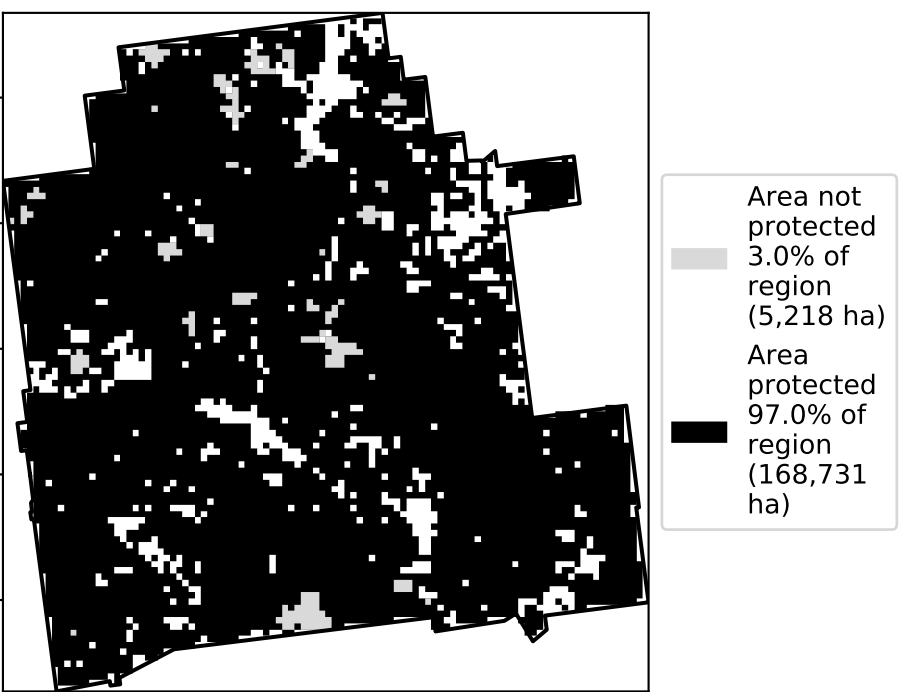 Area not
protected
3.0% of
region
(5,218 ha)
Area
protected
97.0% of
region
(168,731
ha)